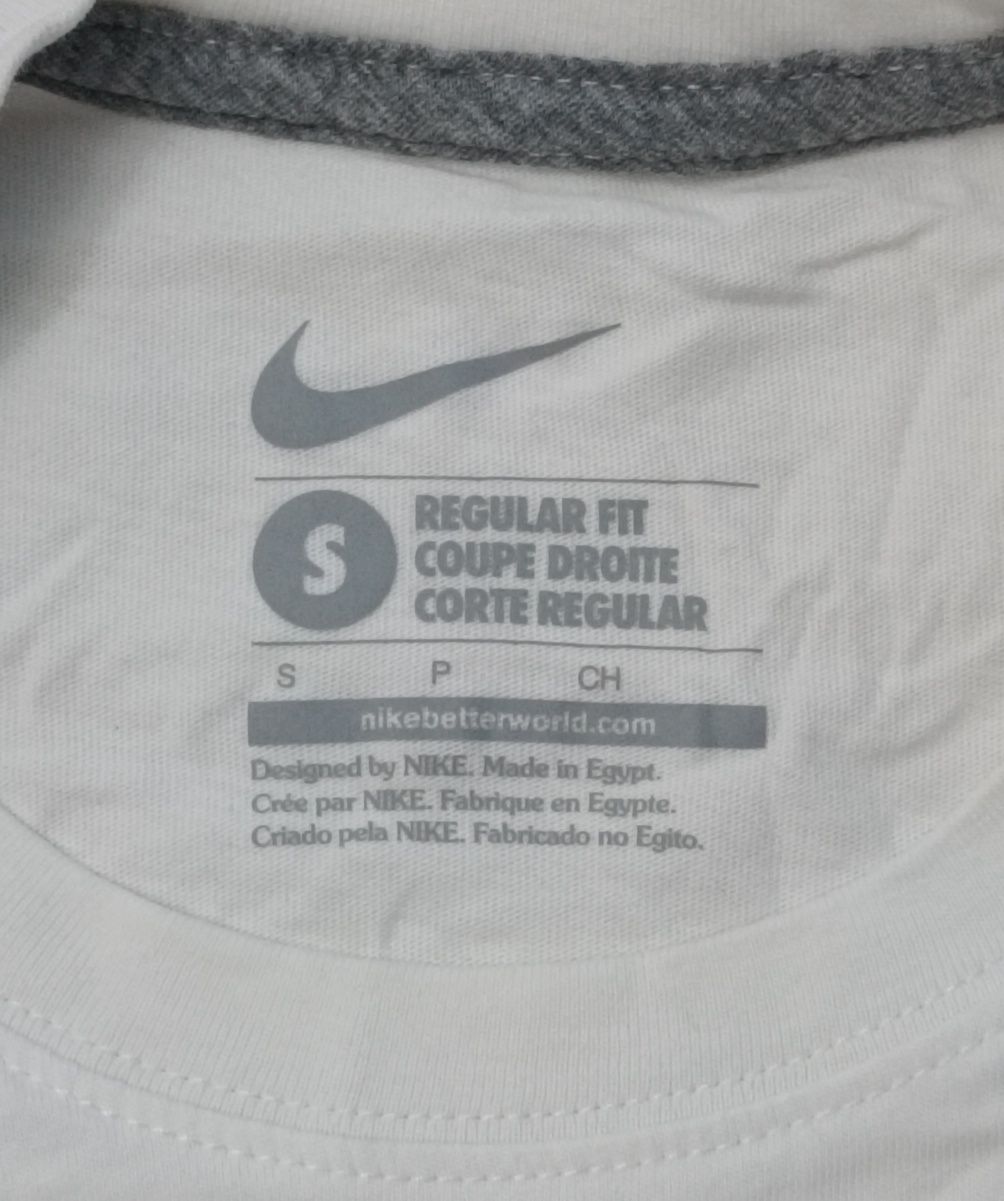 S
REGULAR FIT
COUPE DROITE
CORTE REGULAR
S P CH
nikebetterworld.com
Designed by NIKE. Made in Egypt.
Crée par NIKE. Fabrique en Egypte.
Criado pela NIKE. Fabricado no Egito.